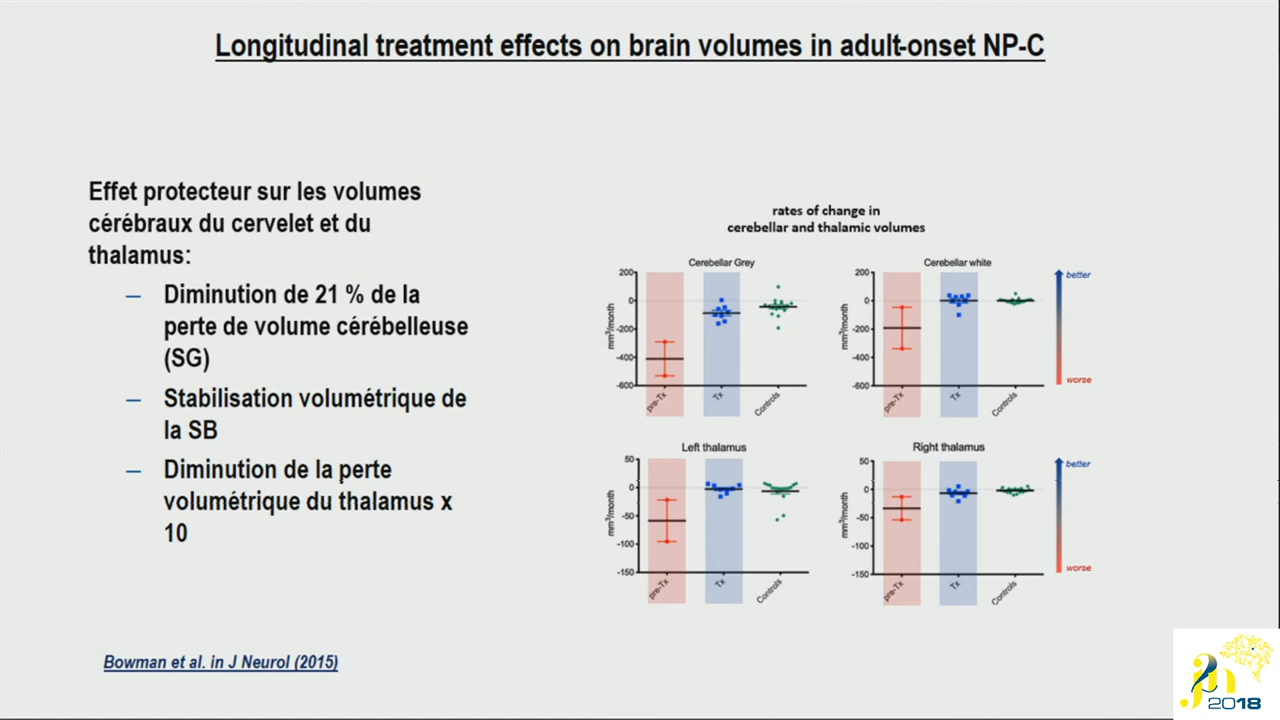 Longitudinal treatment effects on brain volumes in adult-onset NP-C
Effet protecteur sur les volumes
cérébraux du cervelet et du
thalamus:
– Diminution de 21 % de la
perte de volume cérébelleuse
(SG)
– Stabilisation volumétrique de
la SB
– Diminution de la perte
volumétrique du thalamus x
10
rates of change in
cerebellar and thalamic volumes
Cerebellar Grey
mm³/month
200
0
-200
-400
-600
pre-Tx
Tx
Controls
Cerebellar white
mm³/month
200
0
-200
-400
-600
pre-Tx
Tx
Controls
better
worse
Left thalamus
mm³/month
50
0
-50
-100
-150
pre-Tx
Tx
Controls
Right thalamus
mm³/month
50
0
-50
-100
-150
pre-Tx
Tx
Controls
better
worse
Bowman et al. in J Neurol (2015)
2018